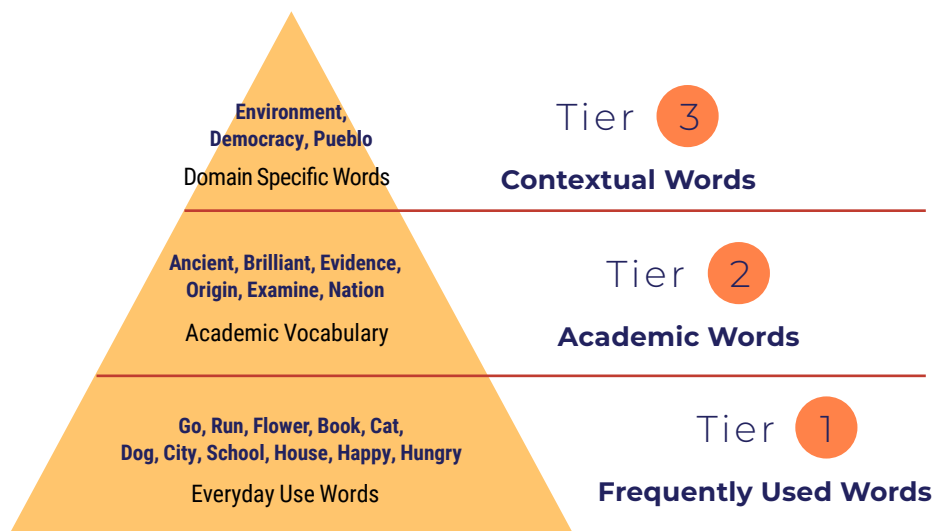 Environment,
Democracy, Pueblo
Domain Specific Words
Tier 3
Contextual Words
Ancient, Brilliant, Evidence,
Origin, Examine, Nation
Academic Vocabulary
Tier 2
Academic Words
Go, Run, Flower, Book, Cat,
Dog, City, School, House, Happy, Hungry
Everyday Use Words
Tier 1
Frequently Used Words